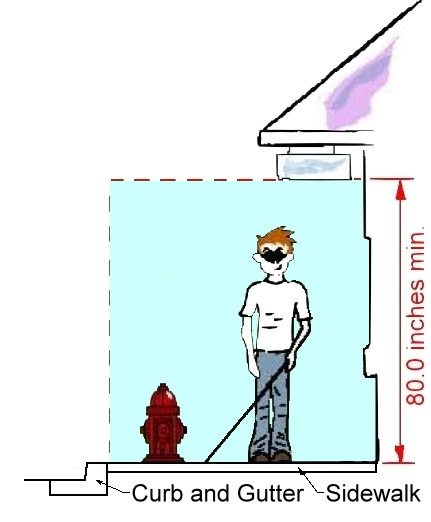 80.0 inches min.
Curb and Gutter
Sidewalk